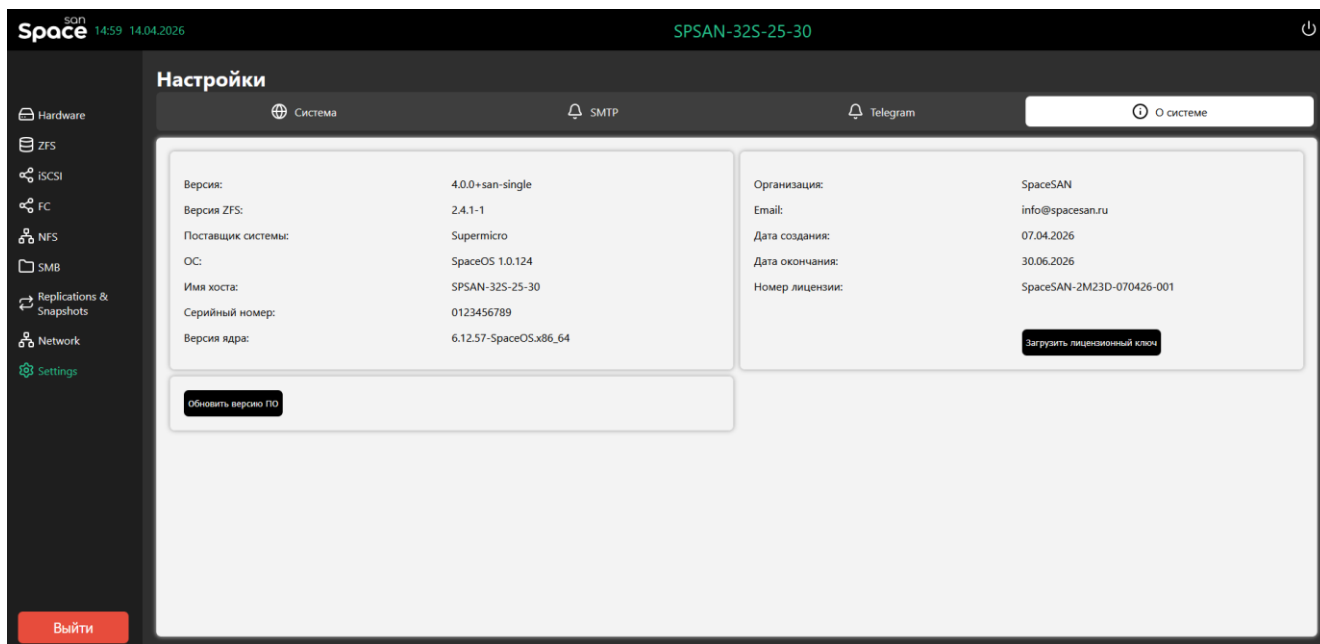 san
Space 14:59 14.04.2026 SPSAN-32S-25-30
Настройки
Система SMTP Telegram О системе
Hardware
ZFS
iSCSI
FC
NFS
SMB
Replications &
Snapshots
Network
Settings
Выйти
Версия: 4.0.0+san-single
Версия ZFS: 2.4.1-1
Поставщик системы: Supermicro
ОС: SpaceOS 1.0.124
Имя хоста: SPSAN-32S-25-30
Серийный номер: 0123456789
Версия ядра: 6.12.57-SpaceOS.x86_64
Обновить версию ПО
Организация: SpaceSAN
Email: info@spacesan.ru
Дата создания: 07.04.2026
Дата окончания: 30.06.2026
Номер лицензии: SpaceSAN-2M23D-070426-001
Загрузить лицензионный ключ